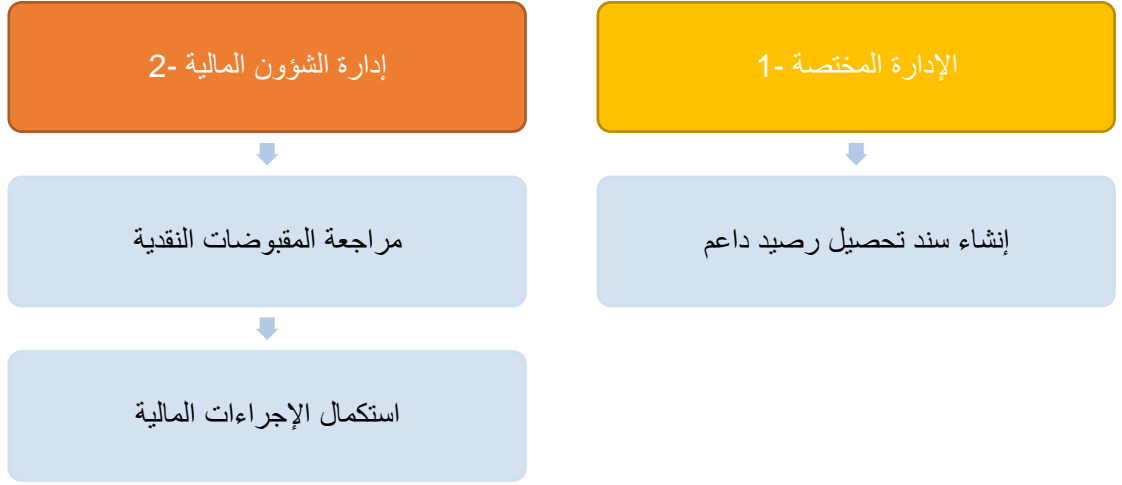 الإدارة المختصة -1
إنشاء سند تحصيل رصيد داعم
إدارة الشؤون المالية -2
مراجعة المقبوضات النقدية
استكمال الإجراءات المالية